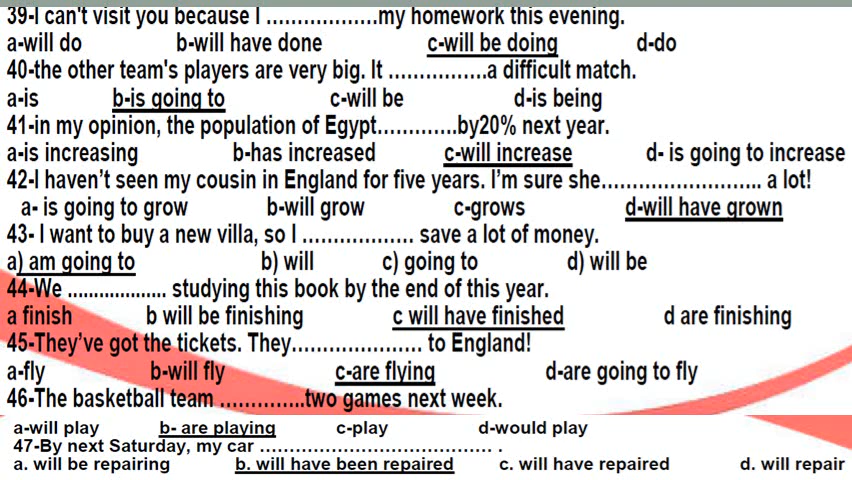 39-I can't visit you because I ………………my homework this evening.
a-will do b-will have done c-will be doing d-do
40-the other team's players are very big. It …………….a difficult match.
a-is b-is going to c-will be d-is being
41-in my opinion, the population of Egypt………….by20% next year.
a-is increasing b-has increased c-will increase d- is going to increase
42-I haven’t seen my cousin in England for five years. I’m sure she…………………….. a lot!
a- is going to grow b-will grow c-grows d-will have grown
43- I want to buy a new villa, so I ……………… save a lot of money.
a) am going to b) will c) going to d) will be
44-We .................. studying this book by the end of this year.
a finish b will be finishing c will have finished d are finishing
45-They’ve got the tickets. They………………… to England!
a-fly b-will fly c-are flying d-are going to fly
46-The basketball team ………….two games next week.
a-will play b- are playing c-play d-would play
47-By next Saturday, my car …………………………………… .
a. will be repairing b. will have been repaired c. will have repaired d. will repair